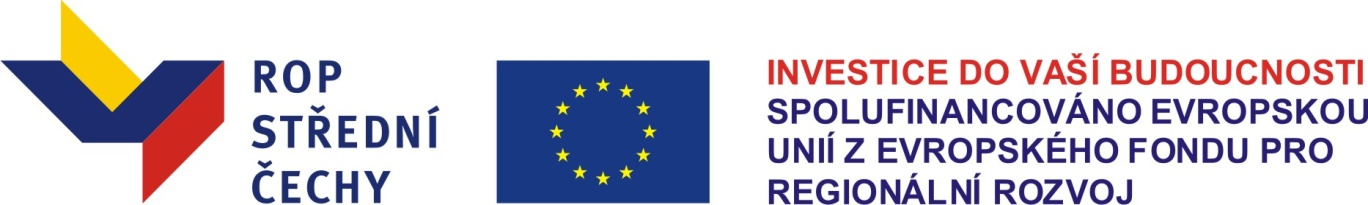 ROP
STŘEDNÍ
ČECHY
INVESTICE DO VAŠÍ BUDOUCNOSTI
SPOLUFINANCOVÁNO EVROPSKOU
UNIÍ Z EVROPSKÉHO FONDU PRO
REGIONÁLNÍ ROZVOJ